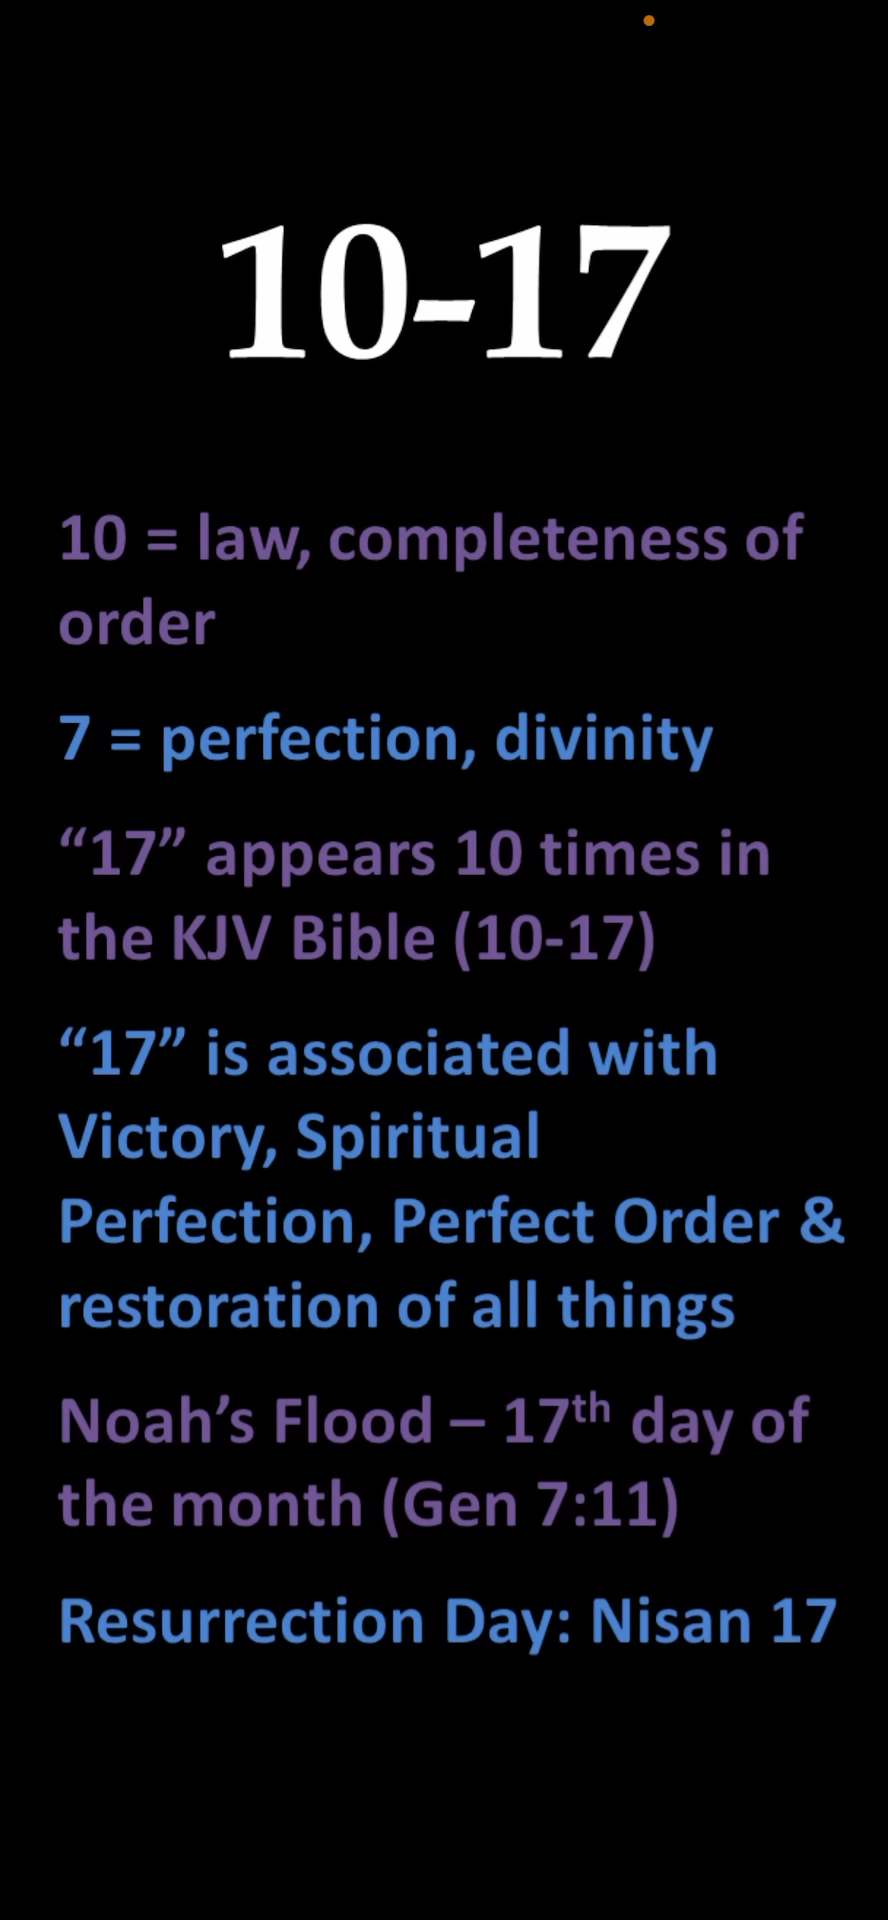 10-17
10 = law, completeness of
order
7 = perfection, divinity
“17” appears 10 times in
the KJV Bible (10-17)
“17” is associated with
Victory, Spiritual
Perfection, Perfect Order &
restoration of all things
Noah’s Flood – 17th day of
the month (Gen 7:11)
Resurrection Day: Nisan 17